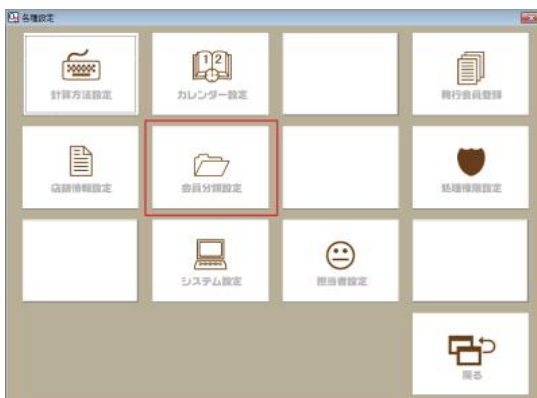 各種設定
1 2
計算方法設定
カレンダー設定
発行会員登録
店舗情報設定
会員分類設定
処理権限設定
システム設定
担当者設定
戻る